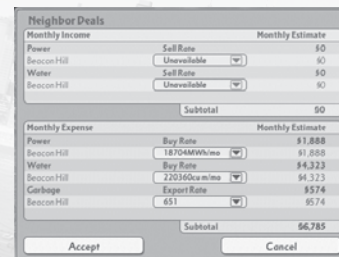 Neighbor Deals
Monthly Income Monthly Estimate
Power Sell Rate $0
Beacon Hill Unavailable $0
Water Sell Rate $0
Beacon Hill Unavailable $0
Subtotal $0
Monthly Expense Monthly Estimate
Power Buy Rate $1,888
Beacon Hill 18704MWh/mo $1,888
Water Buy Rate $4,323
Beacon Hill 220360cu m/mo $4,323
Garbage Export Rate $574
Beacon Hill 651 $574
Subtotal $6,785
Accept Cancel